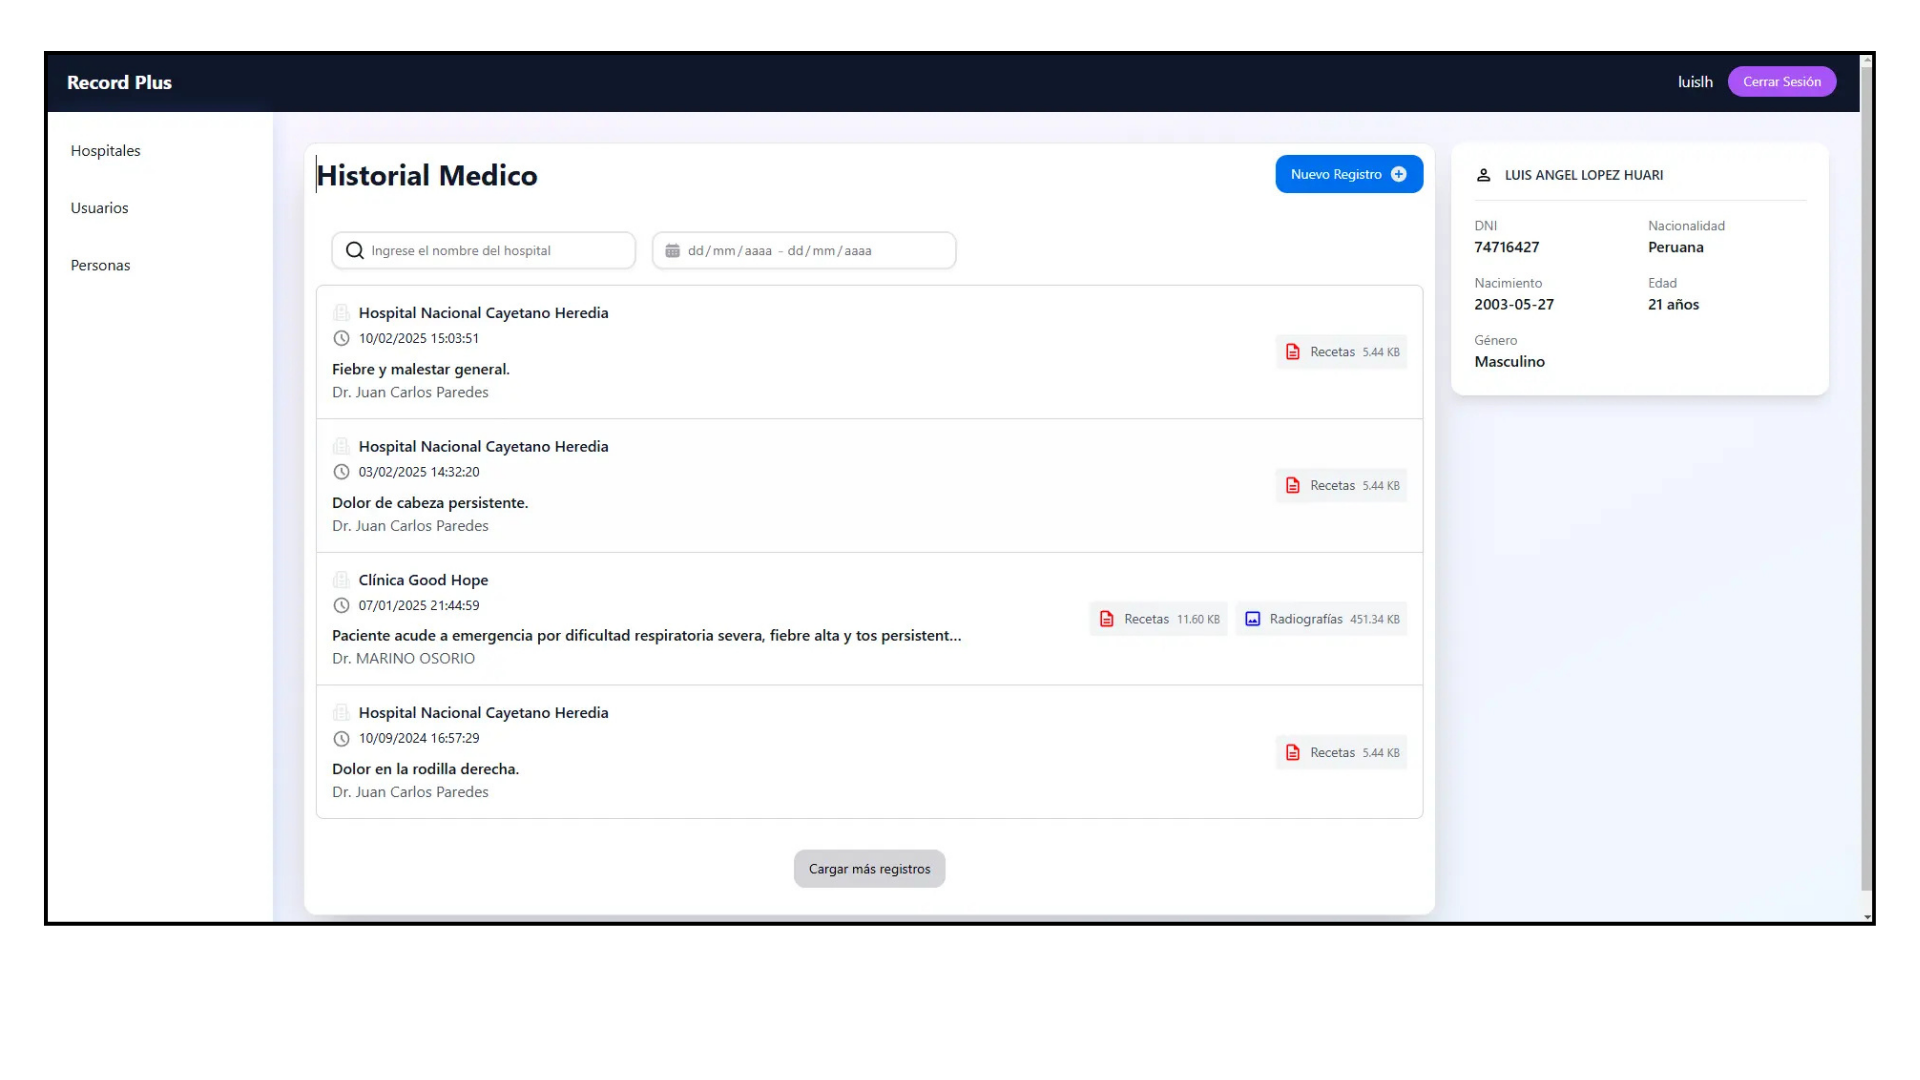 Record Plus
luislh
Cerrar Sesión
Hospitales
Usuarios
Personas
Historial Medico
Nuevo Registro
Ingrese el nombre del hospital
dd/mm/aaaa - dd/mm/aaaa
Hospital Nacional Cayetano Heredia
10/02/2025 15:03:51
Fiebre y malestar general.
Dr. Juan Carlos Paredes
Recetas 5.44 KB
Hospital Nacional Cayetano Heredia
03/02/2025 14:32:20
Dolor de cabeza persistente.
Dr. Juan Carlos Paredes
Recetas 5.44 KB
Clínica Good Hope
07/01/2025 21:44:59
Paciente acude a emergencia por dificultad respiratoria severa, fiebre alta y tos persistent...
Dr. MARINO OSORIO
Recetas 11.60 KB
Radiografías 451.34 KB
Hospital Nacional Cayetano Heredia
10/09/2024 16:57:29
Dolor en la rodilla derecha.
Dr. Juan Carlos Paredes
Recetas 5.44 KB
Cargar más registros
LUIS ANGEL LOPEZ HUARI
DNI
74716427
Nacionalidad
Peruana
Nacimiento
2003-05-27
Edad
21 años
Género
Masculino